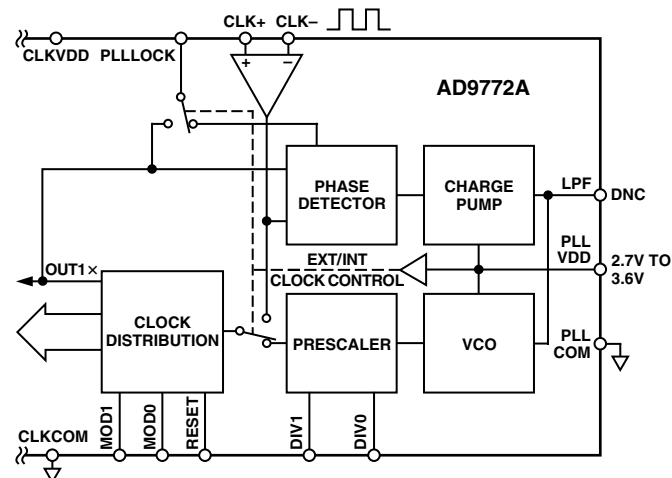 CLK+ CLK–
CLKVDD PLLLOCK
+ –
AD9772A
PHASE
DETECTOR
CHARGE
PUMP
LPF
DNC
PLL
VDD
2.7V TO
3.6V
OUT1×
EXT/INT
CLOCK CONTROL
CLOCK
DISTRIBUTION
PRESCALER
VCO
PLL
COM
CLKCOM
MOD1
MOD0
RESET
DIV1
DIV0